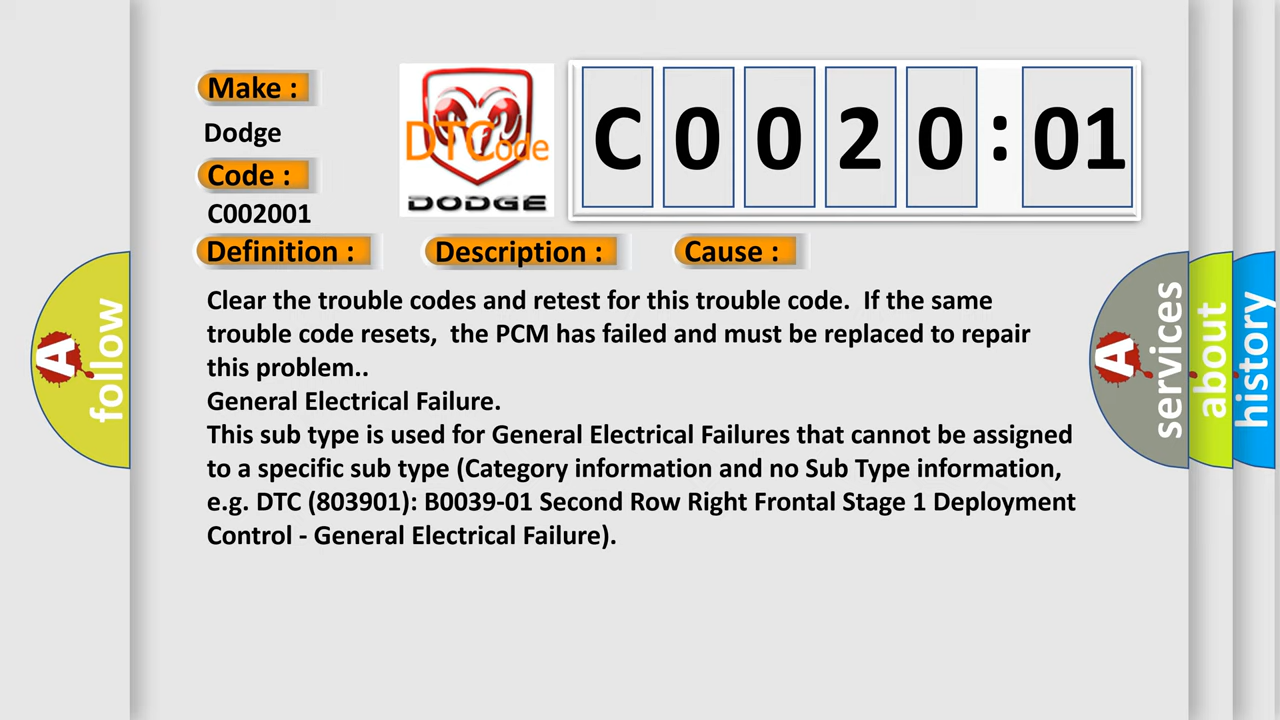 Make :
Dodge
Code :
C002001
DTCode
DODGE
C0020:01
Definition :
Description :
Cause :
Clear the trouble codes and retest for this trouble code. If the same
trouble code resets, the PCM has failed and must be replaced to repair
this problem..
General Electrical Failure.
This sub type is used for General Electrical Failures that cannot be assigned
to a specific sub type (Category information and no Sub Type information,
e.g. DTC (803901): B0039-01 Second Row Right Frontal Stage 1 Deployment
Control - General Electrical Failure).
A
follow
A
services
about
history